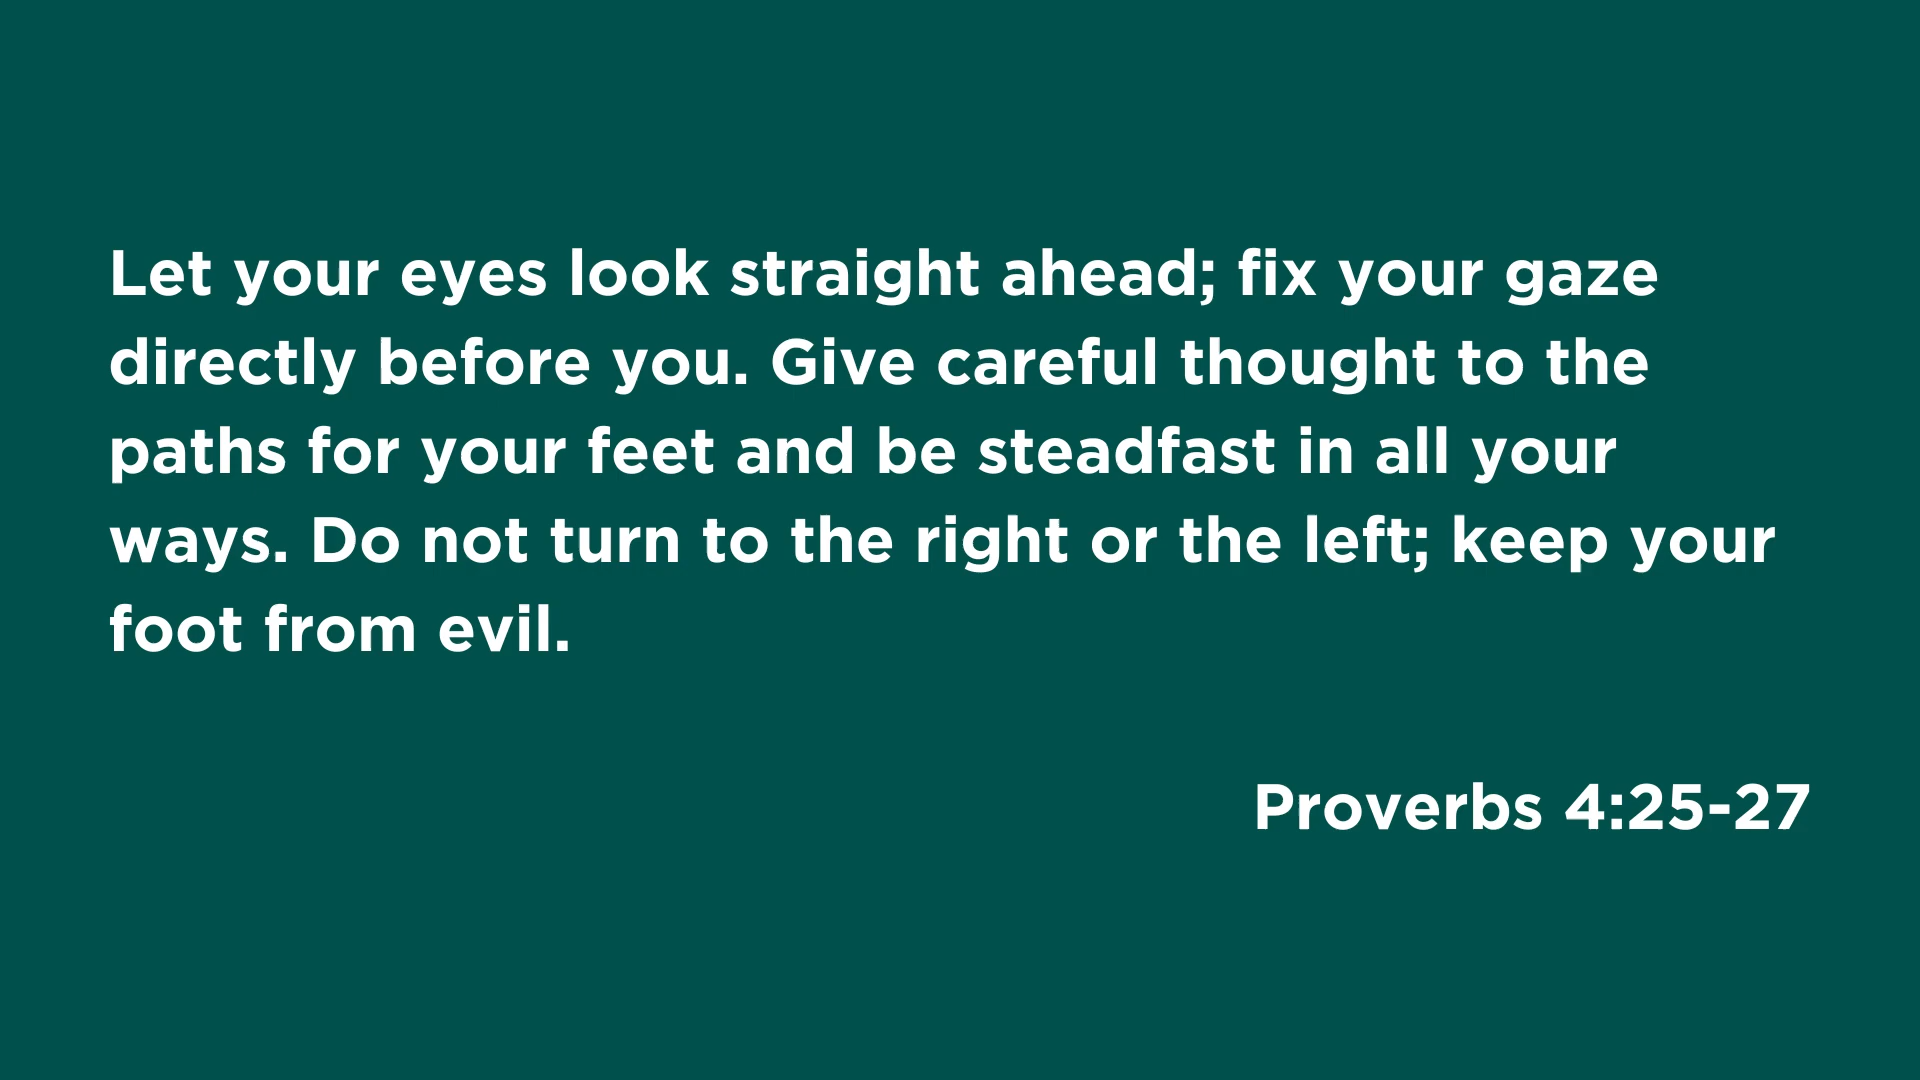 Let your eyes look straight ahead; fix your gaze
directly before you. Give careful thought to the
paths for your feet and be steadfast in all your
ways. Do not turn to the right or the left; keep your
foot from evil.
Proverbs 4:25-27